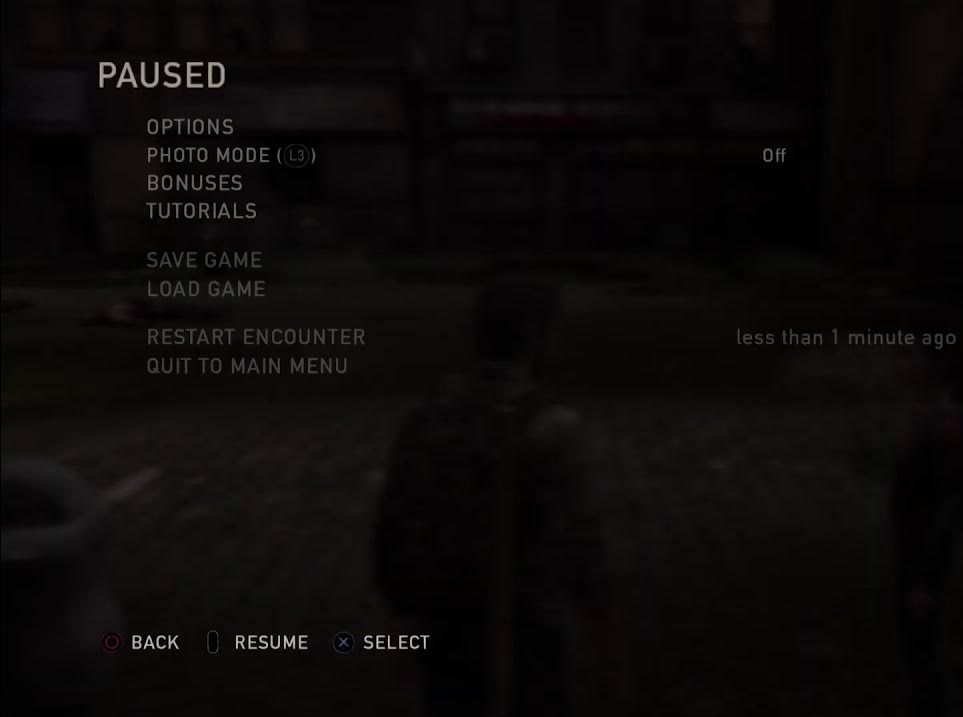 PAUSED
OPTIONS
PHOTO MODE (L3) Off
BONUSES
TUTORIALS
SAVE GAME
LOAD GAME
RESTART ENCOUNTER less than 1 minute ago
QUIT TO MAIN MENU
BACK RESUME SELECT